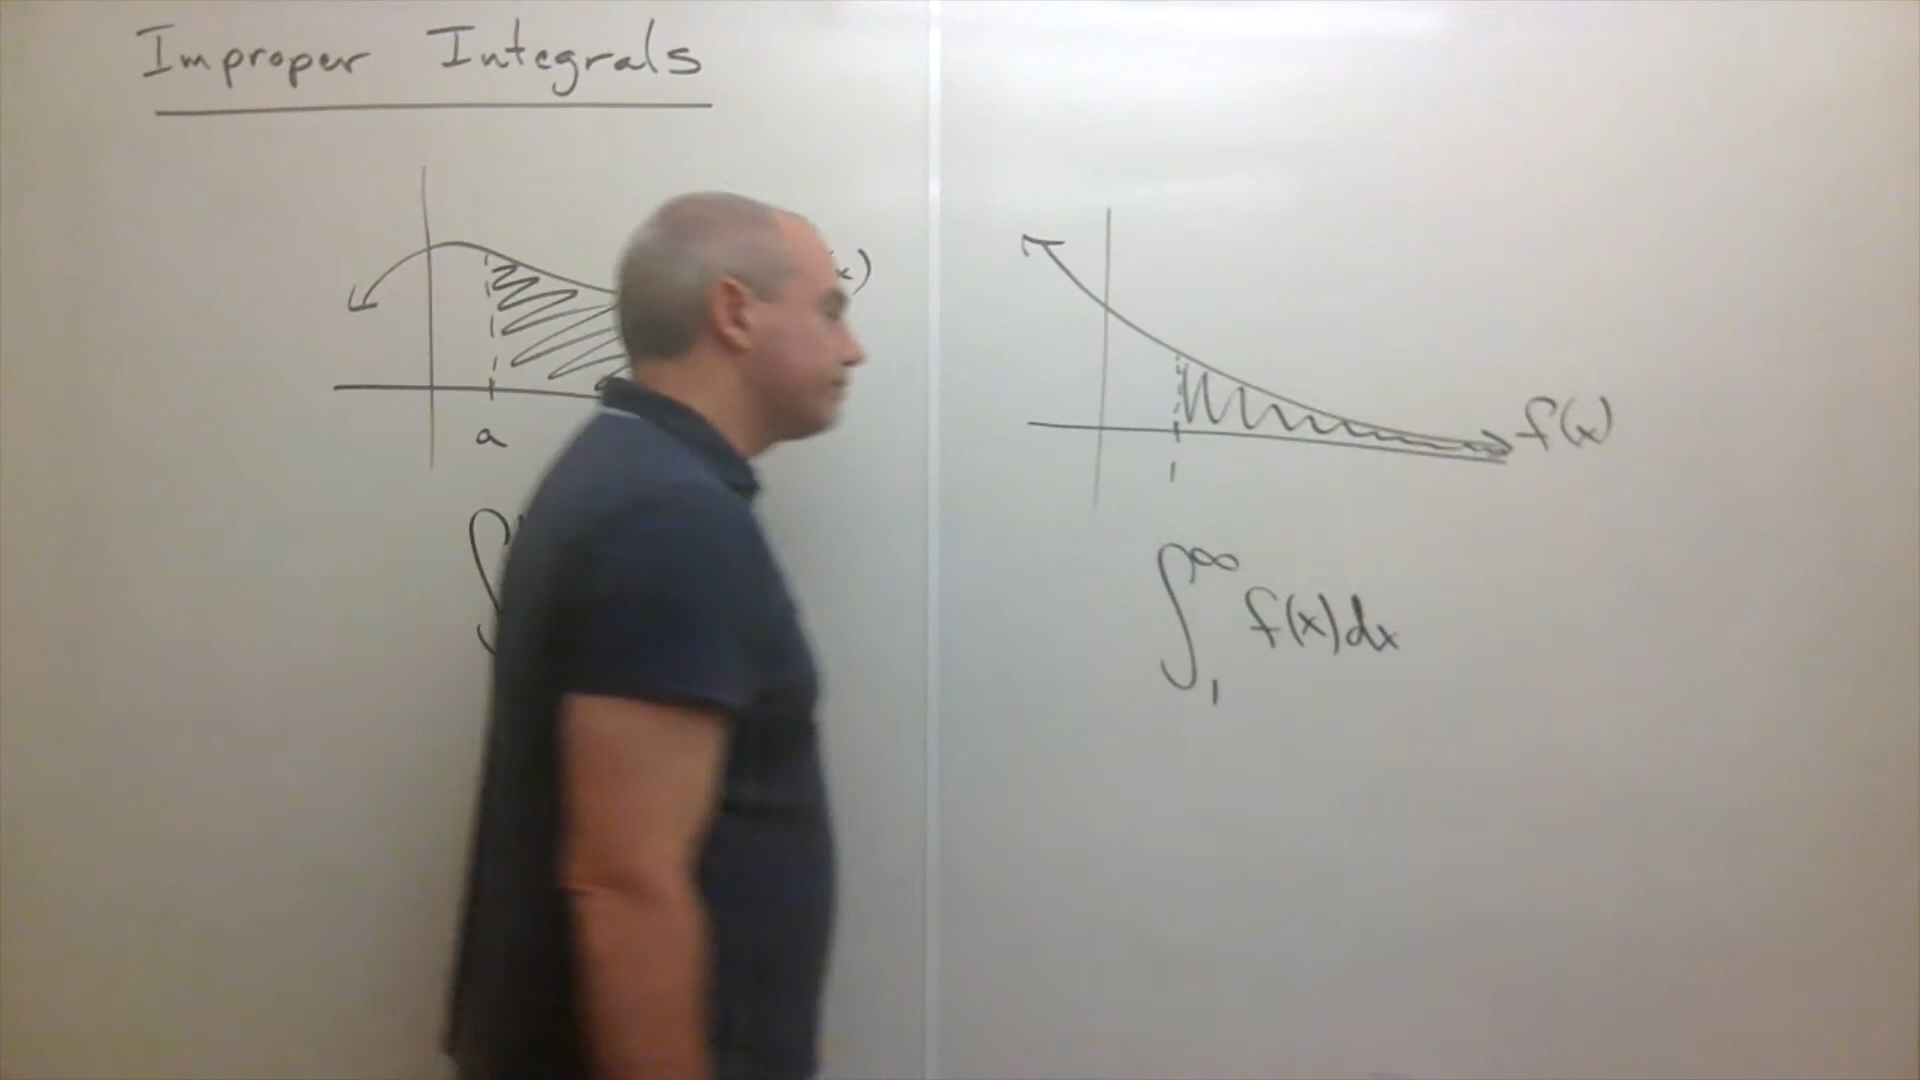 Improper Integrals
x)
a
f(x)
1
∫₁^∞ f(x)dx